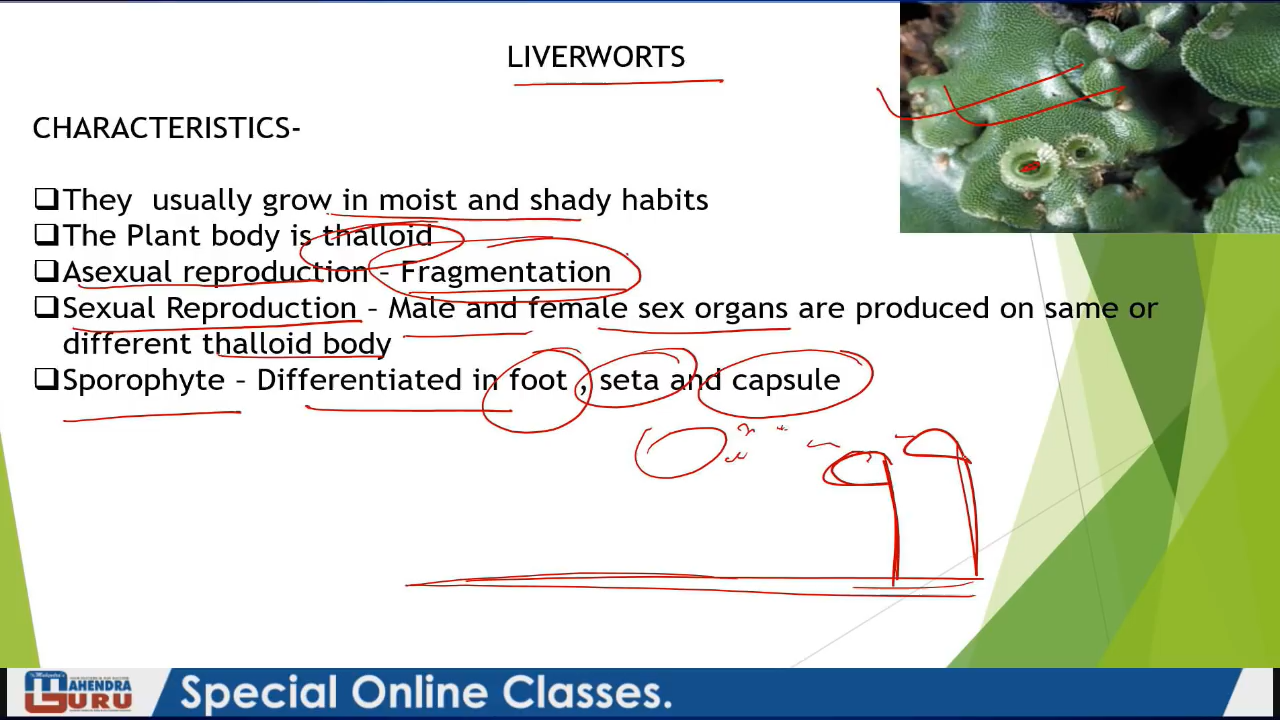 LIVERWORTS
CHARACTERISTICS-
❑They usually grow in moist and shady habits
❑The Plant body is thalloid
❑Asexual reproduction – Fragmentation
❑Sexual Reproduction – Male and female sex organs are produced on same or
different thalloid body
❑Sporophyte – Differentiated in foot , seta and capsule
MAHENDRA
GURU
Special Online Classes.